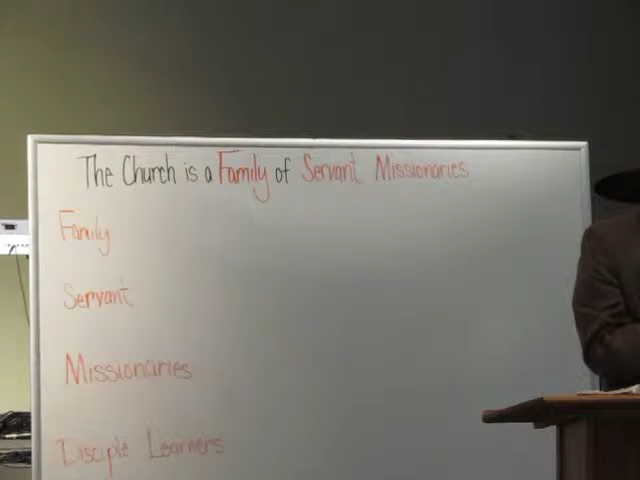 The Church is a Family of Servant Missionaries
Family
Servant
Missionaries
Disciple Learners